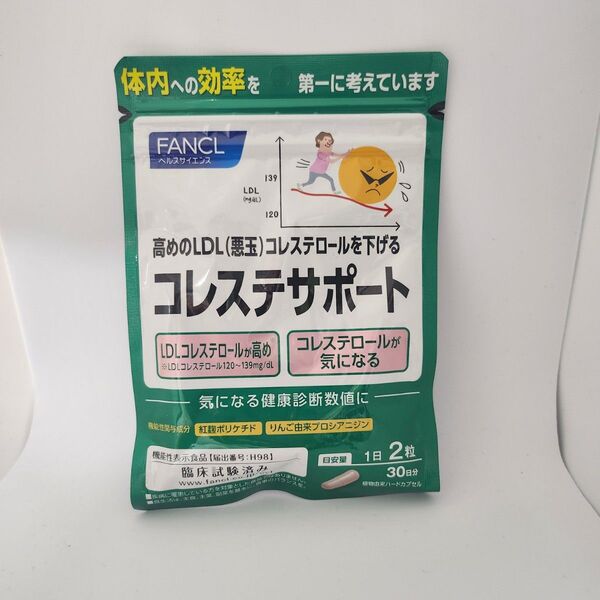 体内への効率を 第一に考えています
FANCL
ヘルスサイエンス
139
LDL
(mg/dL)
120
高めのLDL(悪玉)コレステロールを下げる
コレステサポート
LDLコレステロールが高め
※LDLコレステロール120~139mg/dL
コレステロールが
気になる
気になる健康診断数値に
機能性関与成分 紅麹ポリケチド りんご由来プロシアニジン
機能性表示食品【届出番号:H98】
臨床試験済み
目安量 1日2粒
30日分
植物由来ハードカプセル